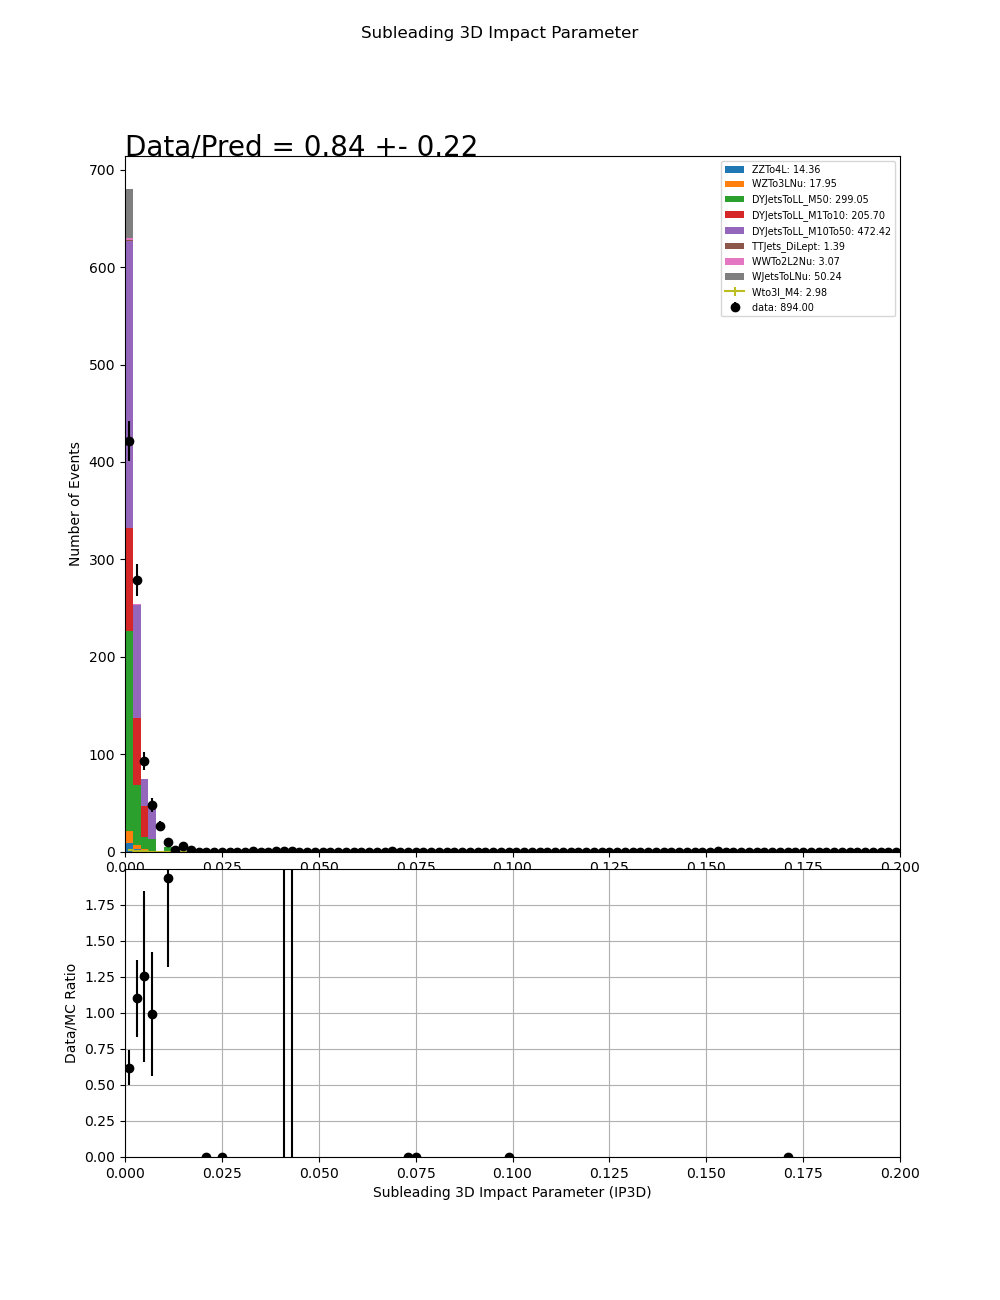 Subleading 3D Impact Parameter
Data/Pred = 0.84 +- 0.22
700
600
500
400
300
200
100
0
Number of Events
ZZTo4L: 14.36
WZTo3LNu: 17.95
DYJetsToLL_M50: 299.05
DYJetsToLL_M1To10: 205.70
DYJetsToLL_M10To50: 472.42
TTJets_DiLept: 1.39
WWTo2L2Nu: 3.07
WJetsToLNu: 50.24
Wto3l_M4: 2.98
data: 894.00
0.000 0.025 0.050 0.075 0.100 0.125 0.150 0.175 0.200
1.75
1.50
1.25
1.00
0.75
0.50
0.25
0.00
Data/MC Ratio
0.000 0.025 0.050 0.075 0.100 0.125 0.150 0.175 0.200
Subleading 3D Impact Parameter (IP3D)